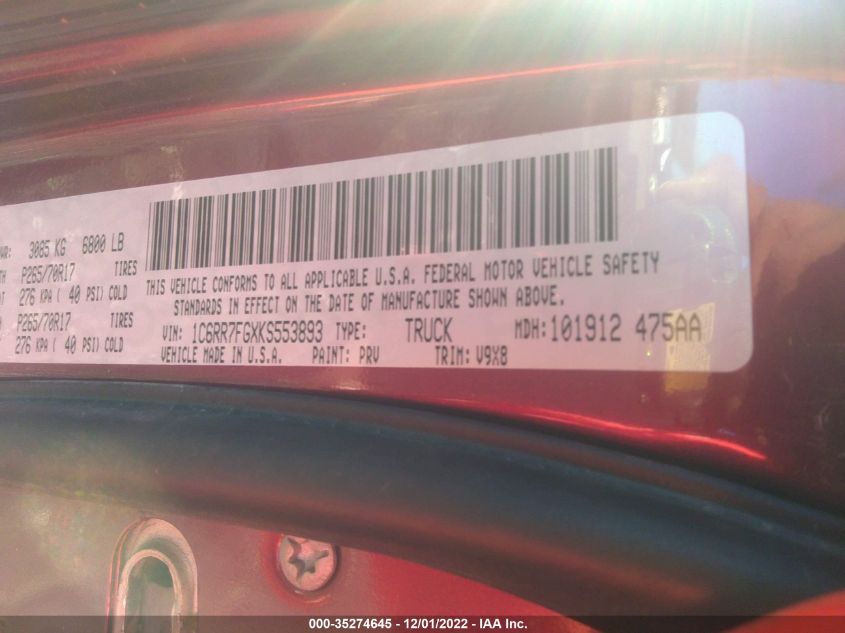 WR: 3085 KG 6800 LB
TH P265/70R17 TIRES
276 KPA ( 40 PSI) COLD
P265/70R17 TIRES
276 KPA ( 40 PSI) COLD
THIS VEHICLE CONFORMS TO ALL APPLICABLE U.S.A. FEDERAL MOTOR VEHICLE SAFETY
STANDARDS IN EFFECT ON THE DATE OF MANUFACTURE SHOWN ABOVE.
VIN: 1C6RR7FGXKS553893 TYPE: TRUCK MDH: 101912 475AA
VEHICLE MADE IN U.S.A. PAINT: PRV TRIM: V9X8
000-35274645 - 12/01/2022 - IAA Inc.